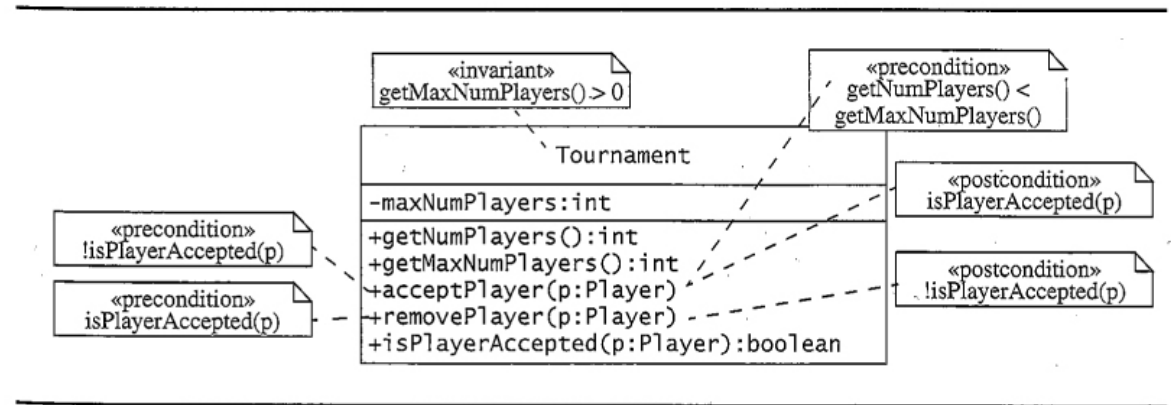 «invariant»
getMaxNumPlayers() > 0
«precondition»
getNumPlayers() <
getMaxNumPlayers()
Tournament
-maxNumPlayers:int
«postcondition»
isPlayerAccepted(p)
«precondition»
!isPlayerAccepted(p)
+getNumPlayers():int
+getMaxNumPlayers():int
+acceptPlayer(p:Player)
«postcondition»
!isPlayerAccepted(p)
«precondition»
isPlayerAccepted(p)
+removePlayer(p:Player)
+isPlayerAccepted(p:Player):boolean